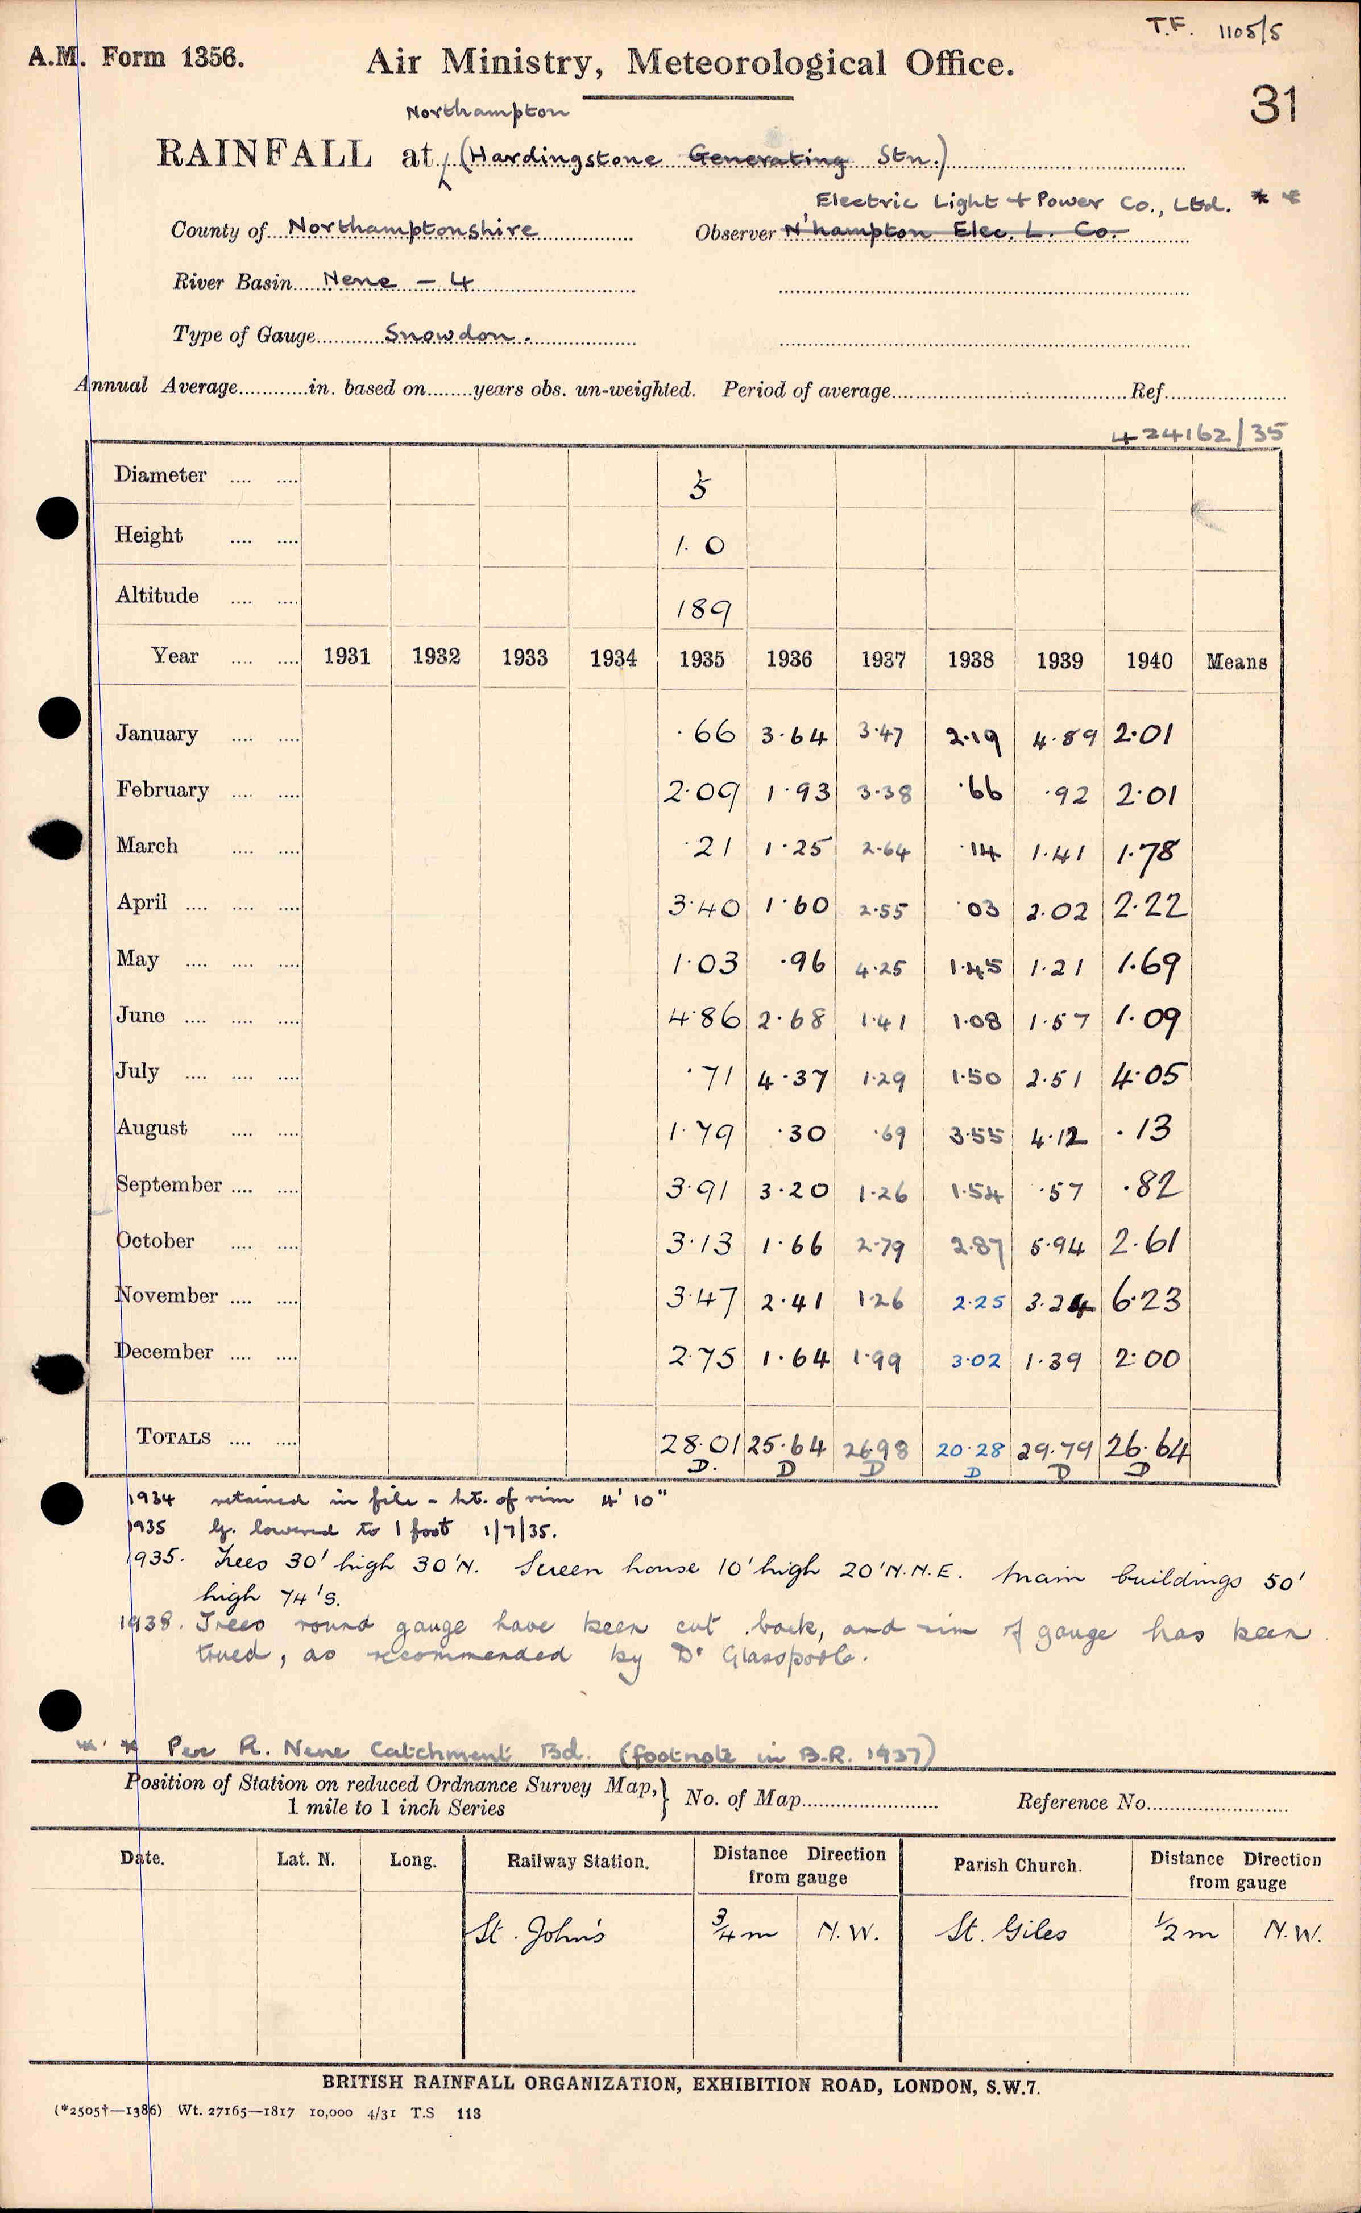 T.F. 1105/5
A.M. Form 1356. Air Ministry, Meteorological Office.
31
Northampton
RAINFALL at (Hardingstone Generating Stn.)
Electric Light + Power Co., Ltd. * *
County of Northamptonshire Observer N'hampton Elec. L. Co.
River Basin Nene - 4
Type of Gauge Snowdon.
Annual Average............in. based on........years obs. un-weighted. Period of average........................Ref.
424162/35
Diameter .... .... 5
Height .... .... 1.0
Altitude .... .... 189
Year .... .... 1931 1932 1933 1934 1935 1936 1937 1938 1939 1940 Means
January .... .... .66 3.64 3.47 2.19 4.89 2.01
February .... .... 2.09 1.93 3.38 .66 .92 2.01
March .... .... .21 1.25 2.64 .14 1.41 1.78
April .... .... .... 3.40 1.60 2.55 .03 2.02 2.22
May .... .... .... 1.03 .96 4.25 1.45 1.21 1.69
June .... .... .... 4.86 2.68 1.41 1.08 1.57 1.09
July .... .... .... .71 4.37 1.29 1.50 2.51 4.05
August .... .... 1.79 .30 .69 3.55 4.12 .13
September .... .... 3.91 3.20 1.26 1.54 .57 .82
October .... .... 3.13 1.66 2.79 2.87 5.94 2.61
November .... .... 3.47 2.41 1.26 2.25 3.24 6.23
December .... .... 2.75 1.64 1.99 3.02 1.39 2.00
TOTALS .... .... 28.01 25.64 26.98 20.28 29.79 26.64
D. D D D D D
1934 retained in file - ht. of rim 4' 10"
1935 G. lowered to 1 foot 1/7/35.
1935. Trees 30' high 30' N. Screen house 10' high 20' N.N.E. Main buildings 50'
high 74' S.
1938. Trees round gauge have been cut back, and rim of gauge has been
trued, as recommended by Dr Glasspoole.
* * Per R. Nene Catchment Bd. (footnote in B.R. 1937)
Position of Station on reduced Ordnance Survey Map,} No. of Map........................ Reference No.........................
1 mile to 1 inch Series
Date. Lat. N. Long. Railway Station. Distance Direction from gauge Parish Church. Distance Direction from gauge
St. John's 3/4 m N.W. St. Giles 1/2 m N.W.
BRITISH RAINFALL ORGANIZATION, EXHIBITION ROAD, LONDON, S.W.7.
(*2505†—1386) Wt. 27165—1817 10,000 4/31 T.S 113